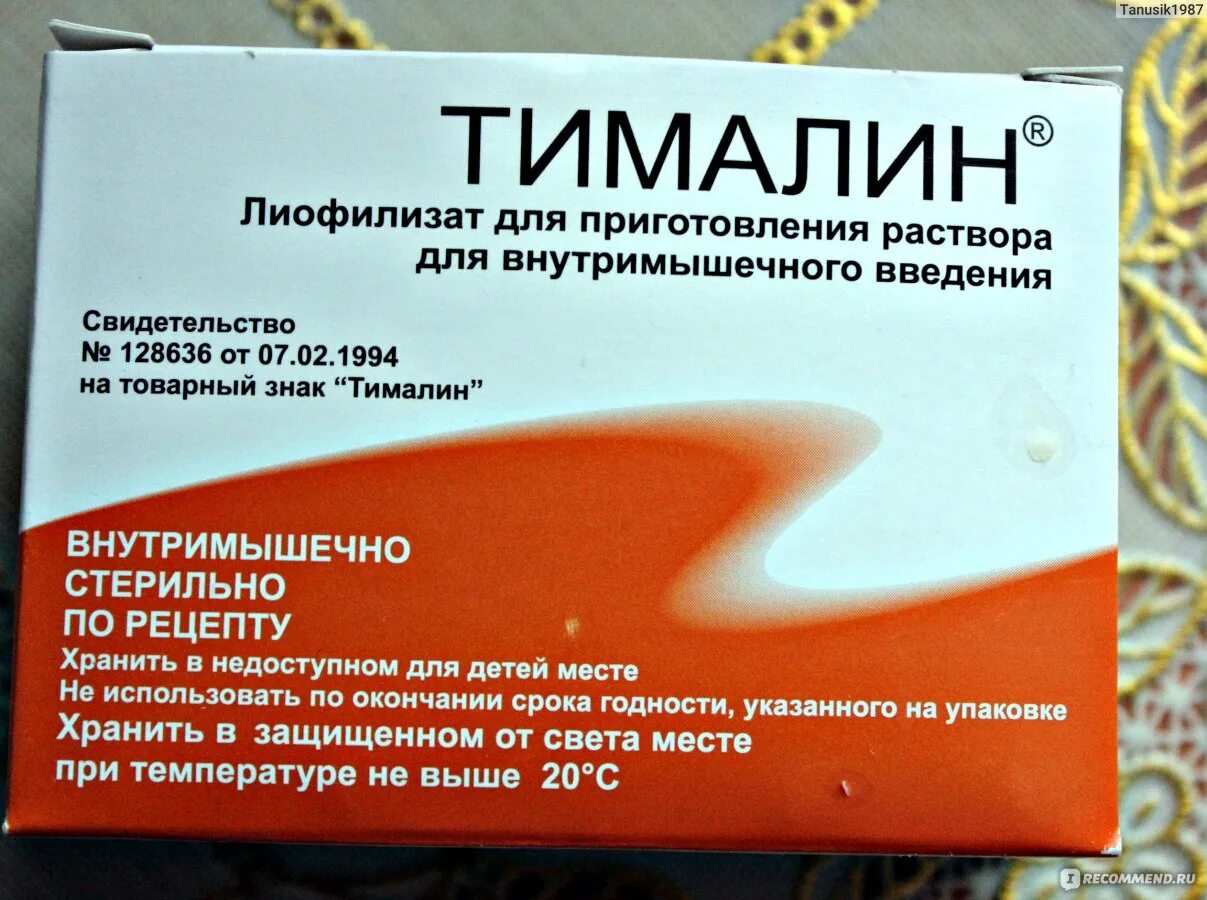 Tanusik1987
ТИМАЛИН®
Лиофилизат для приготовления раствора
для внутримышечного введения
Свидетельство
№ 128636 от 07.02.1994
на товарный знак “Тималин”
ВНУТРИМЫШЕЧНО
СТЕРИЛЬНО
ПО РЕЦЕПТУ
Хранить в недоступном для детей месте
Не использовать по окончании срока годности, указанного на упаковке
Хранить в защищенном от света месте
при температуре не выше 20°С
IRECOMMEND.RU